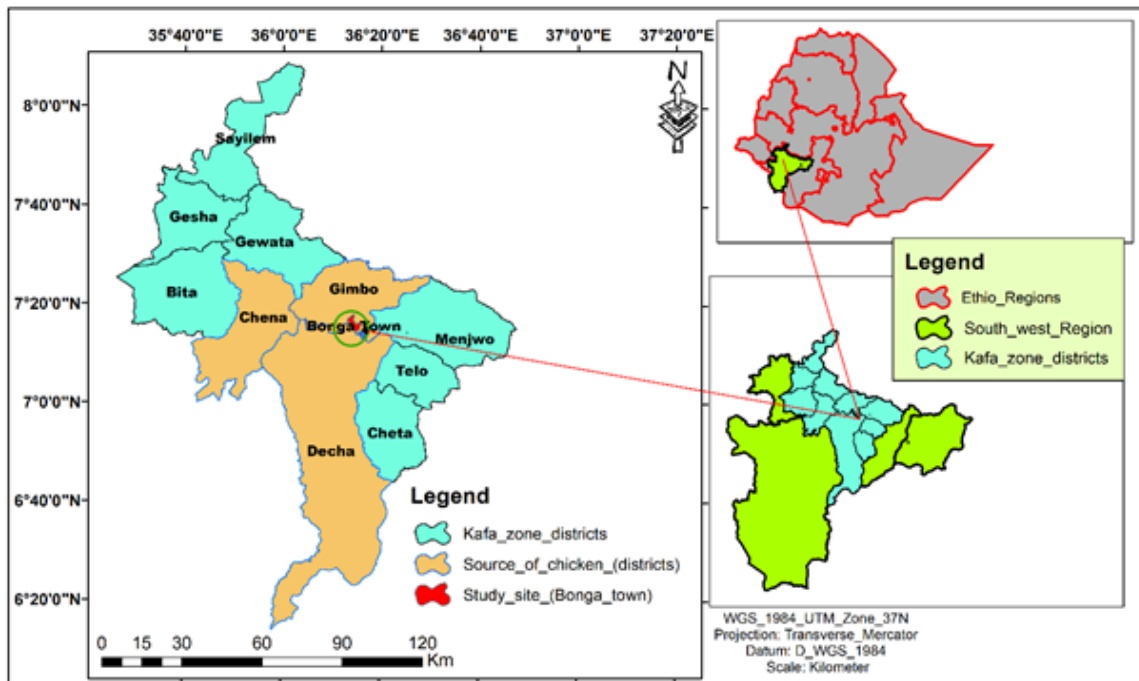 35°40'0"E 36°0'0"E 36°20'0"E 36°40'0"E 37°0'0"E 37°20'0"E
8°0'0"N
7°40'0"N
7°20'0"N
7°0'0"N
6°40'0"N
6°20'0"N
N
Sayilem
Gesha
Gewata
Bita
Gimbo
Chena
Bonga Town
Menjwo
Telo
Cheta
Decha
Legend
Kafa_zone_districts
Source_of_chicken_(districts)
Study_site_(Bonga_town)
0 15 30 60 90 120
Km
Legend
Ethio_Regions
South_west_Region
Kafa_zone_districts
WGS_1984_UTM_Zone_37N
Projection: Transverse_Mercator
Datum: D_WGS_1984
Scale: Kilometer